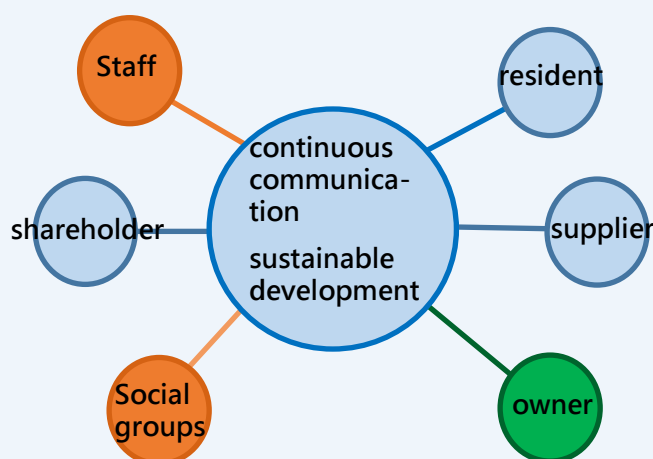 Staff
resident
continuous
communica-
tion
shareholder
supplier
sustainable
development
Social
groups
owner